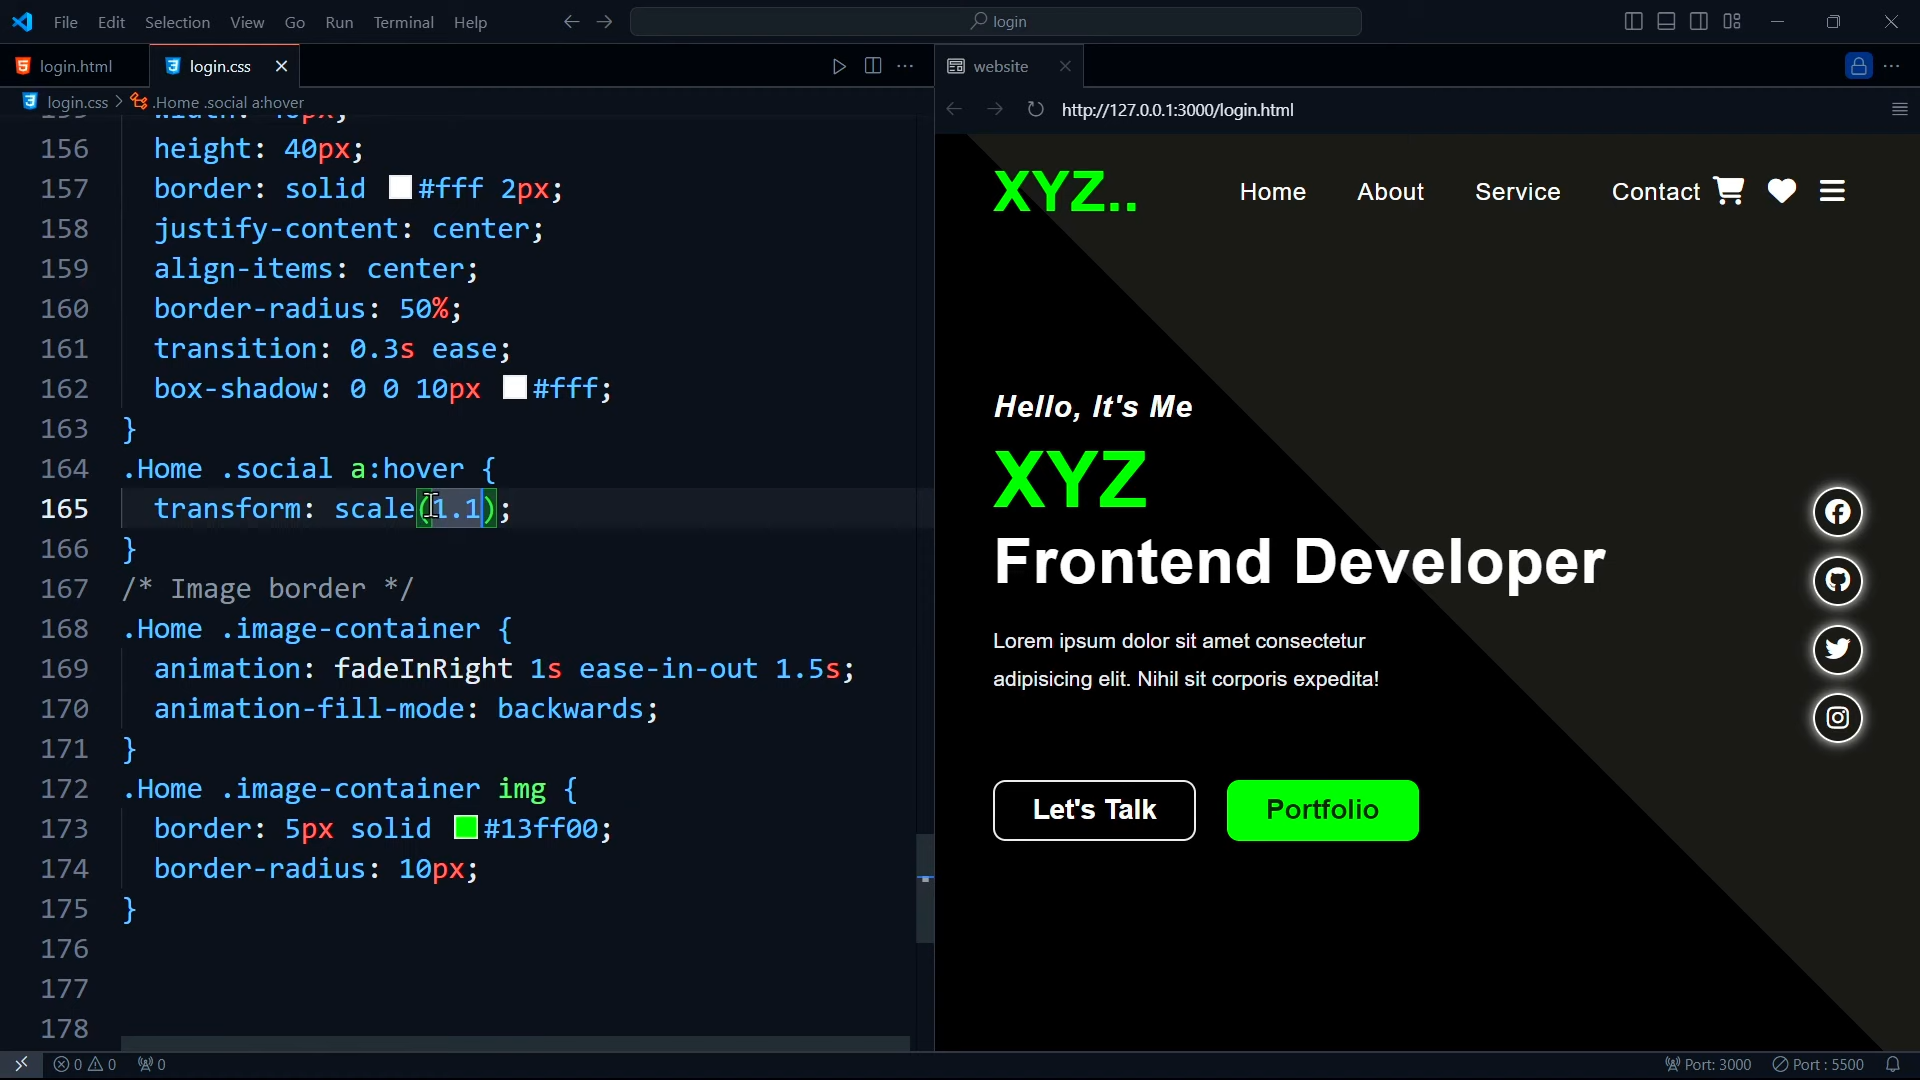 File Edit Selection View Go Run Terminal Help
login
login.html
login.css
website
login.css > .Home .social a:hover
http://127.0.0.1:3000/login.html
156 height: 40px;
157 border: solid #fff 2px;
158 justify-content: center;
159 align-items: center;
160 border-radius: 50%;
161 transition: 0.3s ease;
162 box-shadow: 0 0 10px #fff;
163 }
164 .Home .social a:hover {
165 transform: scale(1.1);
166 }
167 /* Image border */
168 .Home .image-container {
169 animation: fadeInRight 1s ease-in-out 1.5s;
170 animation-fill-mode: backwards;
171 }
172 .Home .image-container img {
173 border: 5px solid #13ff00;
174 border-radius: 10px;
175 }
176
177
178
XYZ..
Home About Service Contact
Hello, It's Me
XYZ
Frontend Developer
Lorem ipsum dolor sit amet consectetur
adipisicing elit. Nihil sit corporis expedita!
Let's Talk
Portfolio
0 0 0
Port: 3000 Port : 5500